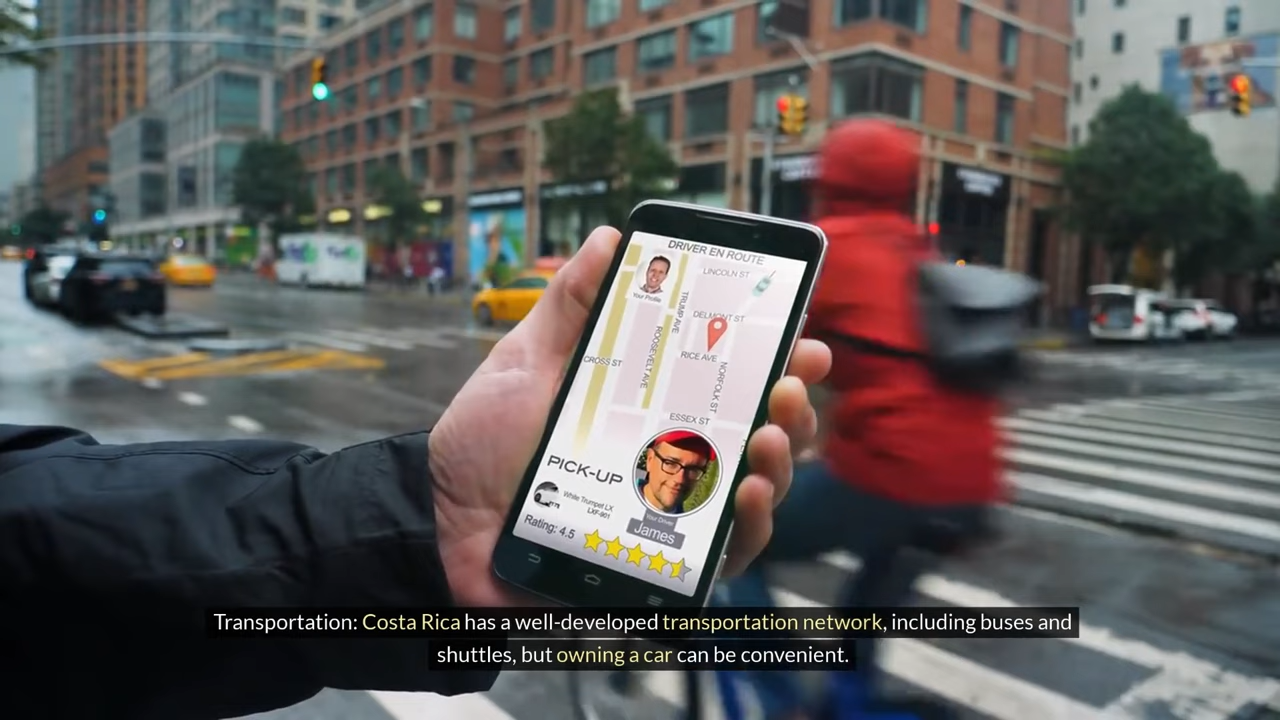 DRIVER EN ROUTE
LINCOLN ST
Your Profile
TRUMP AVE
DELMONT ST
ROOSEVELT AVE
RICE AVE
CROSS ST
NORFOLK ST
ESSEX ST
PICK-UP
White Trumpet LX
LXF-901
Your Driver
James
Rating: 4.5
Transportation: Costa Rica has a well-developed transportation network, including buses and
shuttles, but owning a car can be convenient.